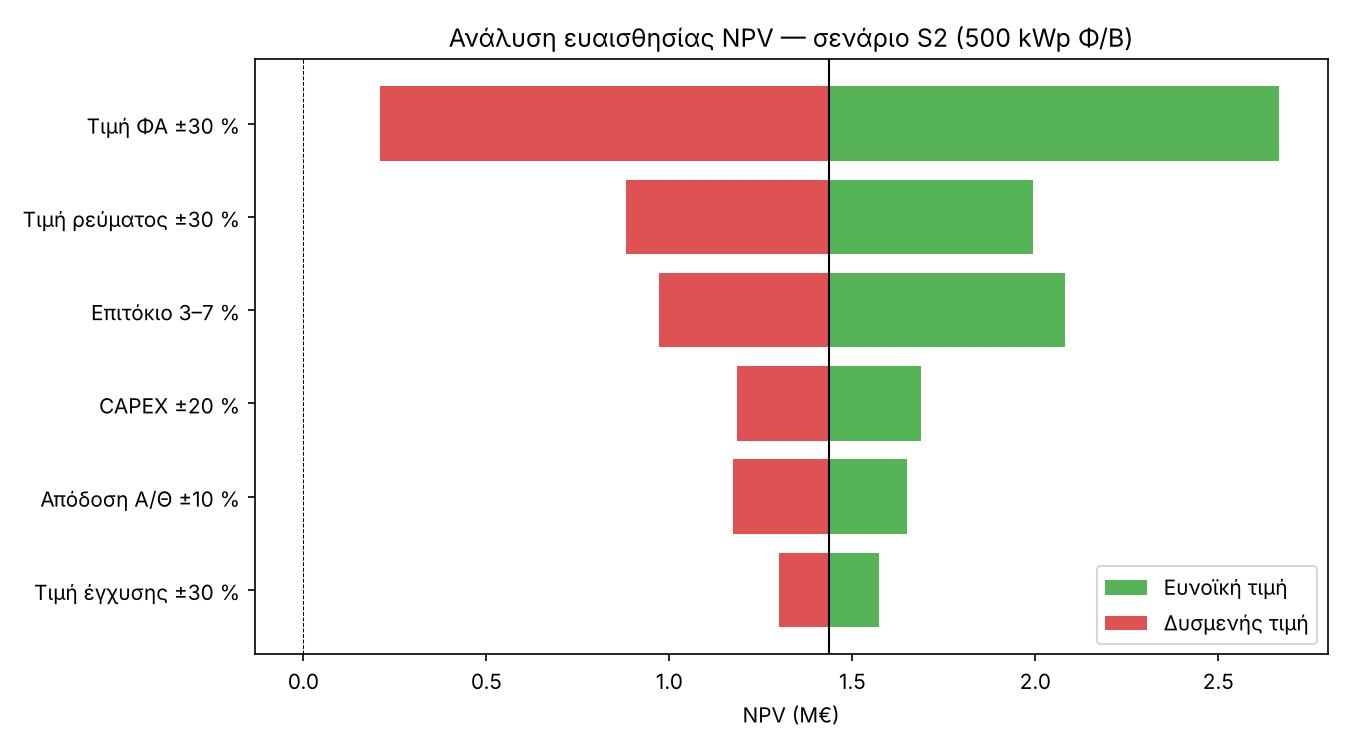 Ανάλυση ευαισθησίας NPV — σενάριο S2 (500 kWp Φ/Β)
Τιμή ΦΑ ±30 %
Τιμή ρεύματος ±30 %
Επιτόκιο 3–7 %
CAPEX ±20 %
Απόδοση Α/Θ ±10 %
Τιμή έγχυσης ±30 %
Ευνοϊκή τιμή
Δυσμενής τιμή
0.0 0.5 1.0 1.5 2.0 2.5
NPV (M€)